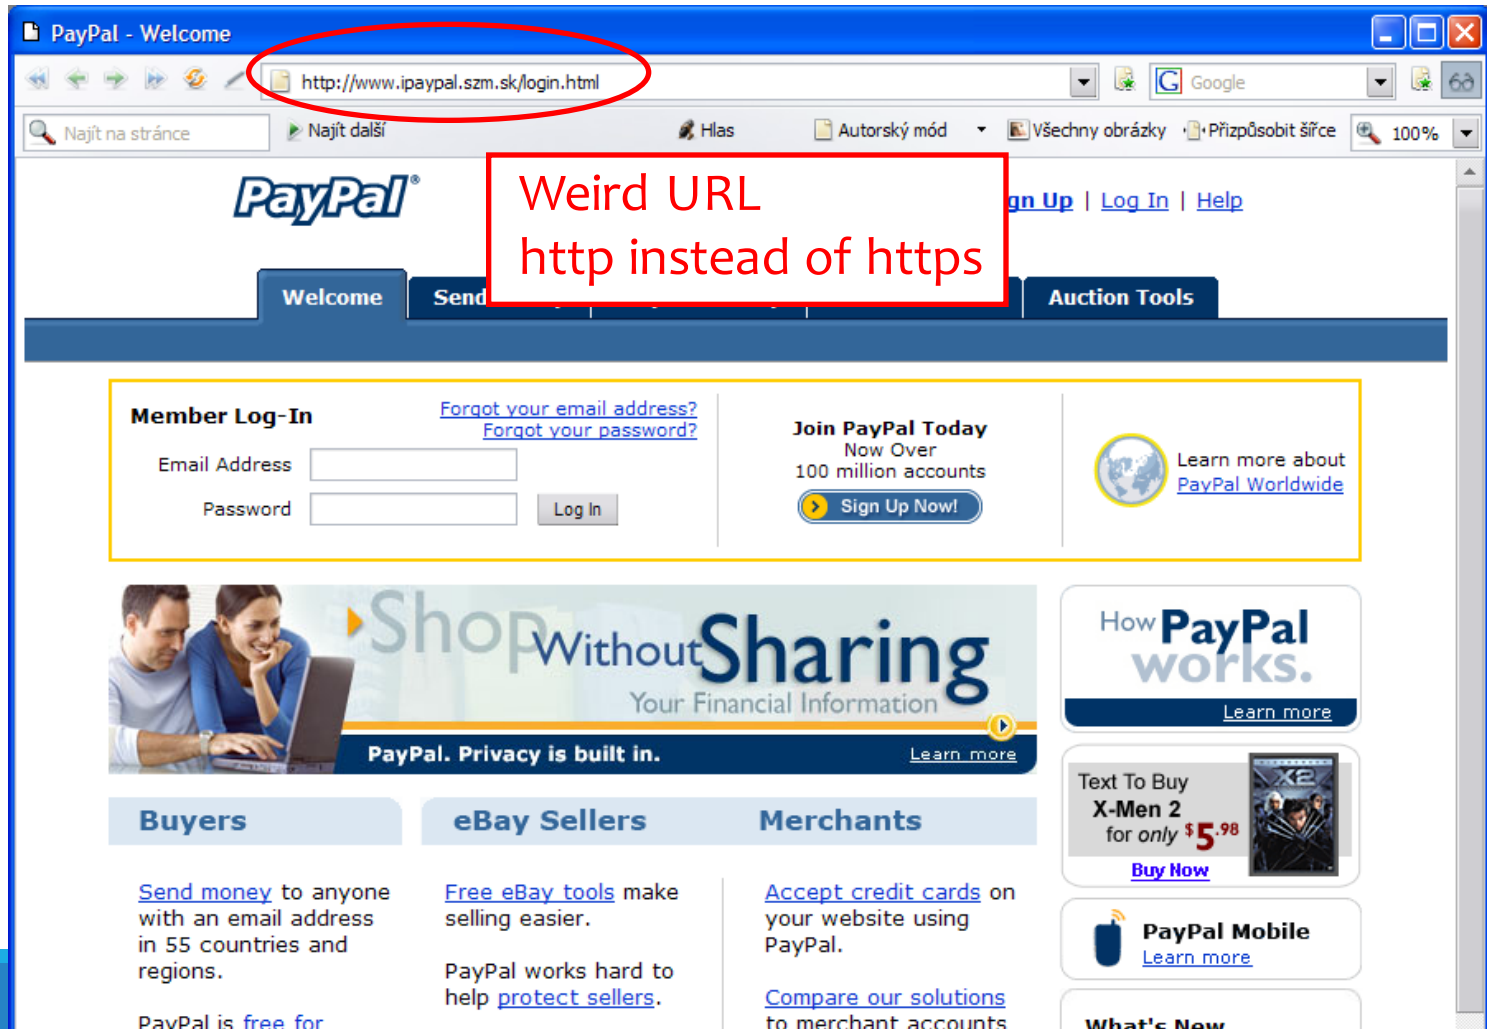 PayPal - Welcome
http://www.ipaypal.szm.sk/login.html
Google
Najít na stránce
Najít další
Hlas
Autorský mód
Všechny obrázky
Přizpůsobit šířce
100%
PayPal®
Weird URL
http instead of https
gn Up | Log In | Help
Welcome
Send
Auction Tools
Member Log-In
Forgot your email address?
Forgot your password?
Email Address
Password
Log In
Join PayPal Today
Now Over
100 million accounts
Sign Up Now!
Learn more about
PayPal Worldwide
Shop Without Sharing
Your Financial Information
PayPal. Privacy is built in.
Learn more
How PayPal
works.
Learn more
Text To Buy
X-Men 2
for only $5.98
X2
Buy Now
Buyers
Send money to anyone
with an email address
in 55 countries and
regions.
PayPal is free for
eBay Sellers
Free eBay tools make
selling easier.
PayPal works hard to
help protect sellers.
Merchants
Accept credit cards on
your website using
PayPal.
Compare our solutions
to merchant accounts
PayPal Mobile
Learn more
What's New